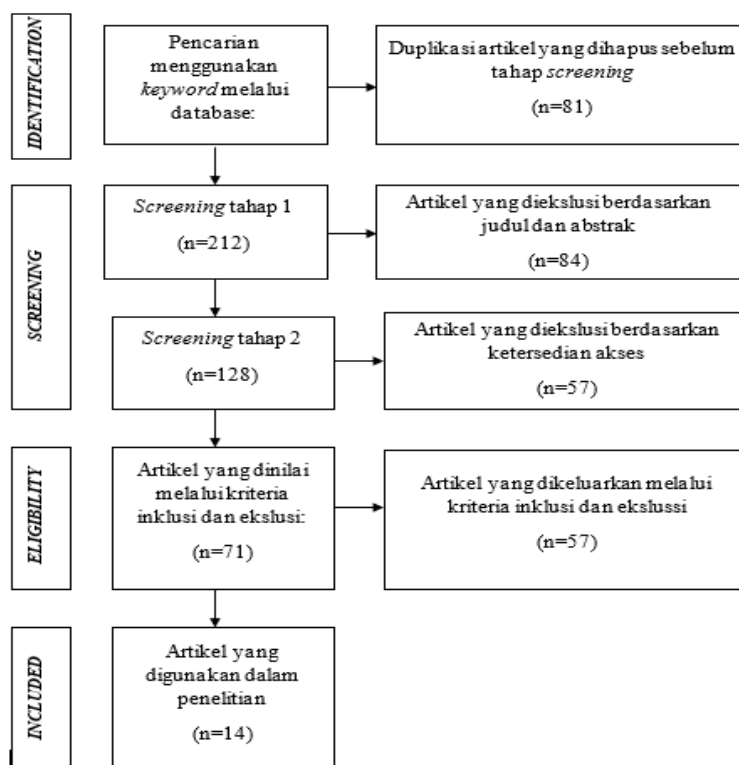 IDENTIFICATION
Pencarian
menggunakan
keyword melalui
database:
Duplikasi artikel yang dihapus sebelum
tahap screening
(n=81)
SCREENING
Screening tahap 1
(n=212)
Artikel yang diekslusi berdasarkan
judul dan abstrak
(n=84)
Screening tahap 2
(n=128)
Artikel yang diekslusi berdasarkan
ketersedian akses
(n=57)
ELIGIBILITY
Artikel yang dinilai
melalui kriteria
inklusi dan ekslusi:
(n=71)
Artikel yang dikeluarkan melalui
kriteria inklusi dan ekslussi
(n=57)
INCLUDED
Artikel yang
digunakan dalam
penelitian
(n=14)